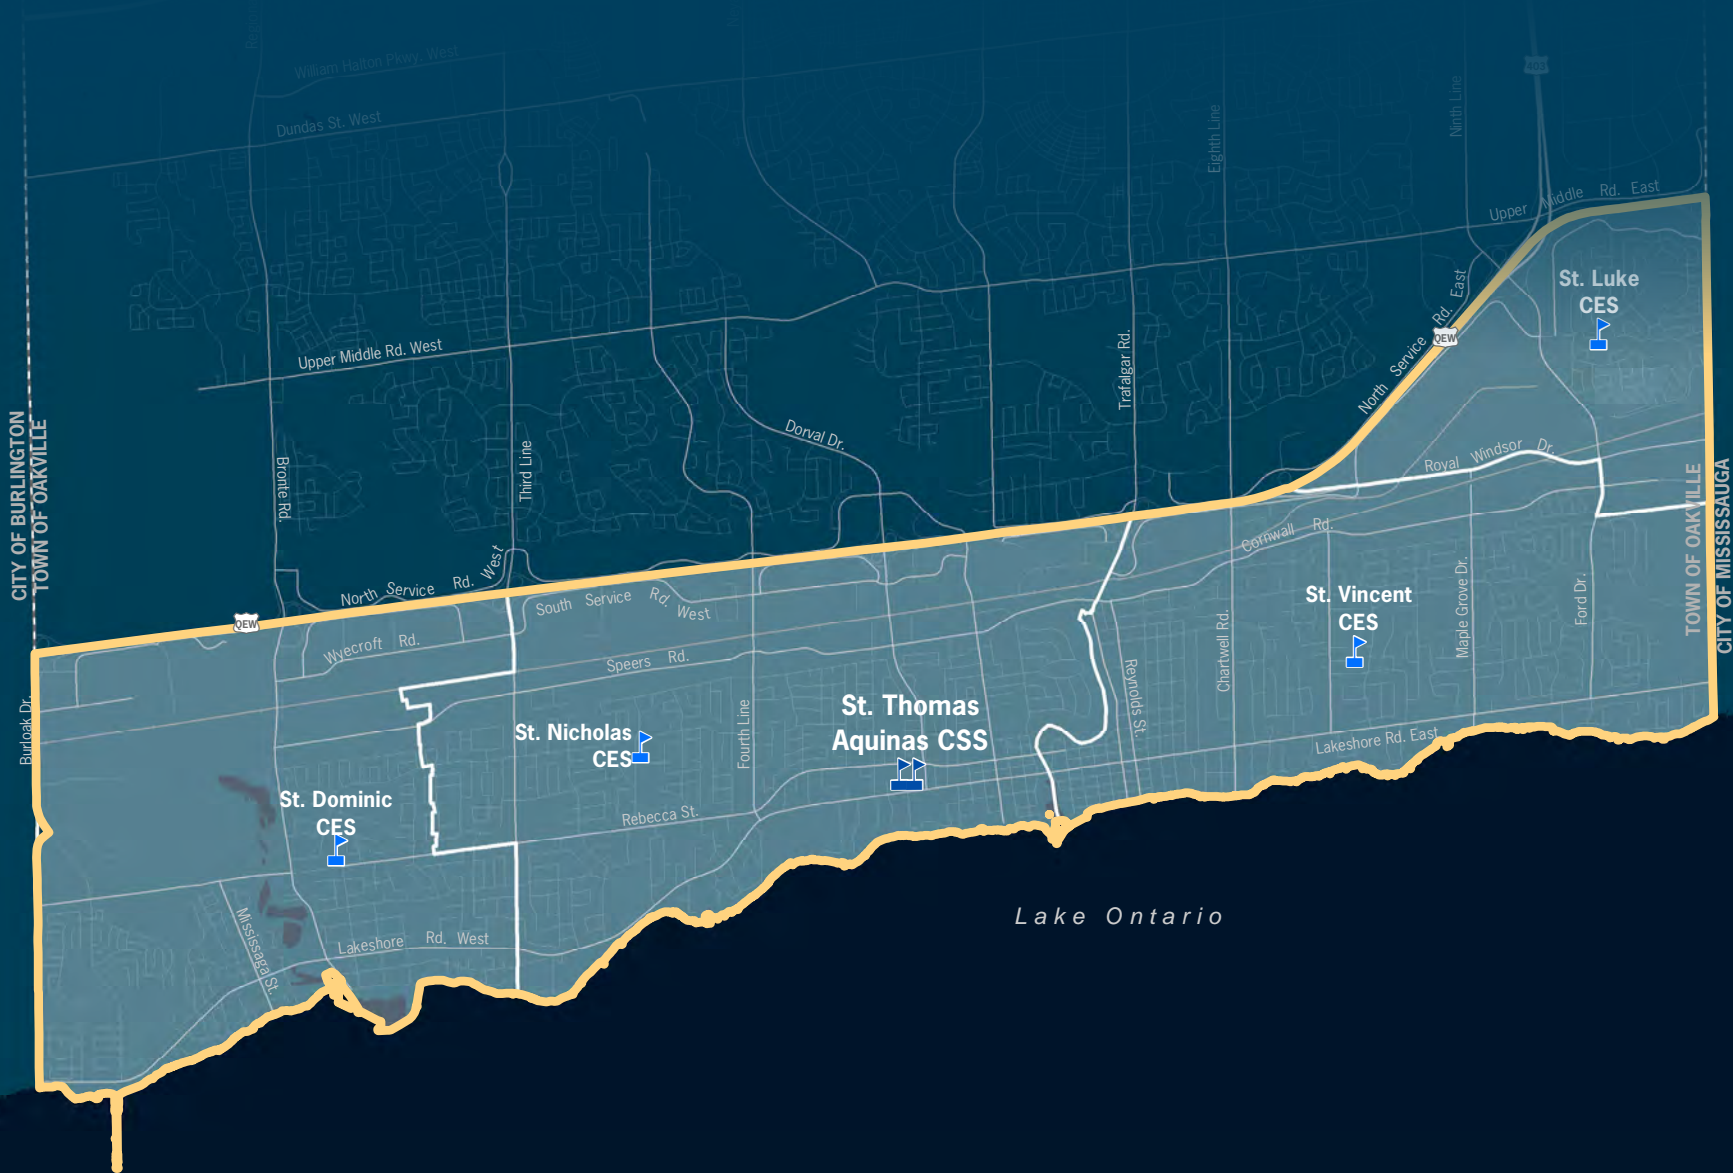 William Halton Pkwy. West
Dundas St. West
403
Ninth Line
Eighth Line
Upper Middle Rd. East
St. Luke
CES
North Service Rd. East
QEW
Upper Middle Rd. West
Trafalgar Rd.
Dorval Dr.
CITY OF BURLINGTON
TOWN OF OAKVILLE
Bronte Rd.
Third Line
Royal Windsor Dr.
TOWN OF OAKVILLE
CITY OF MISSISSAUGA
Cornwall Rd.
North Service Rd. West
QEW
South Service Rd. West
Wyecroft Rd.
Speers Rd.
St. Vincent
CES
Maple Grove Dr.
Ford Dr.
Chartwell Rd.
Reynolds St.
Burloak Dr.
St. Nicholas
CES
Fourth Line
St. Thomas
Aquinas CSS
Lakeshore Rd. East
St. Dominic
CES
Rebecca St.
Mississaga St.
Lakeshore Rd. West
Lake Ontario